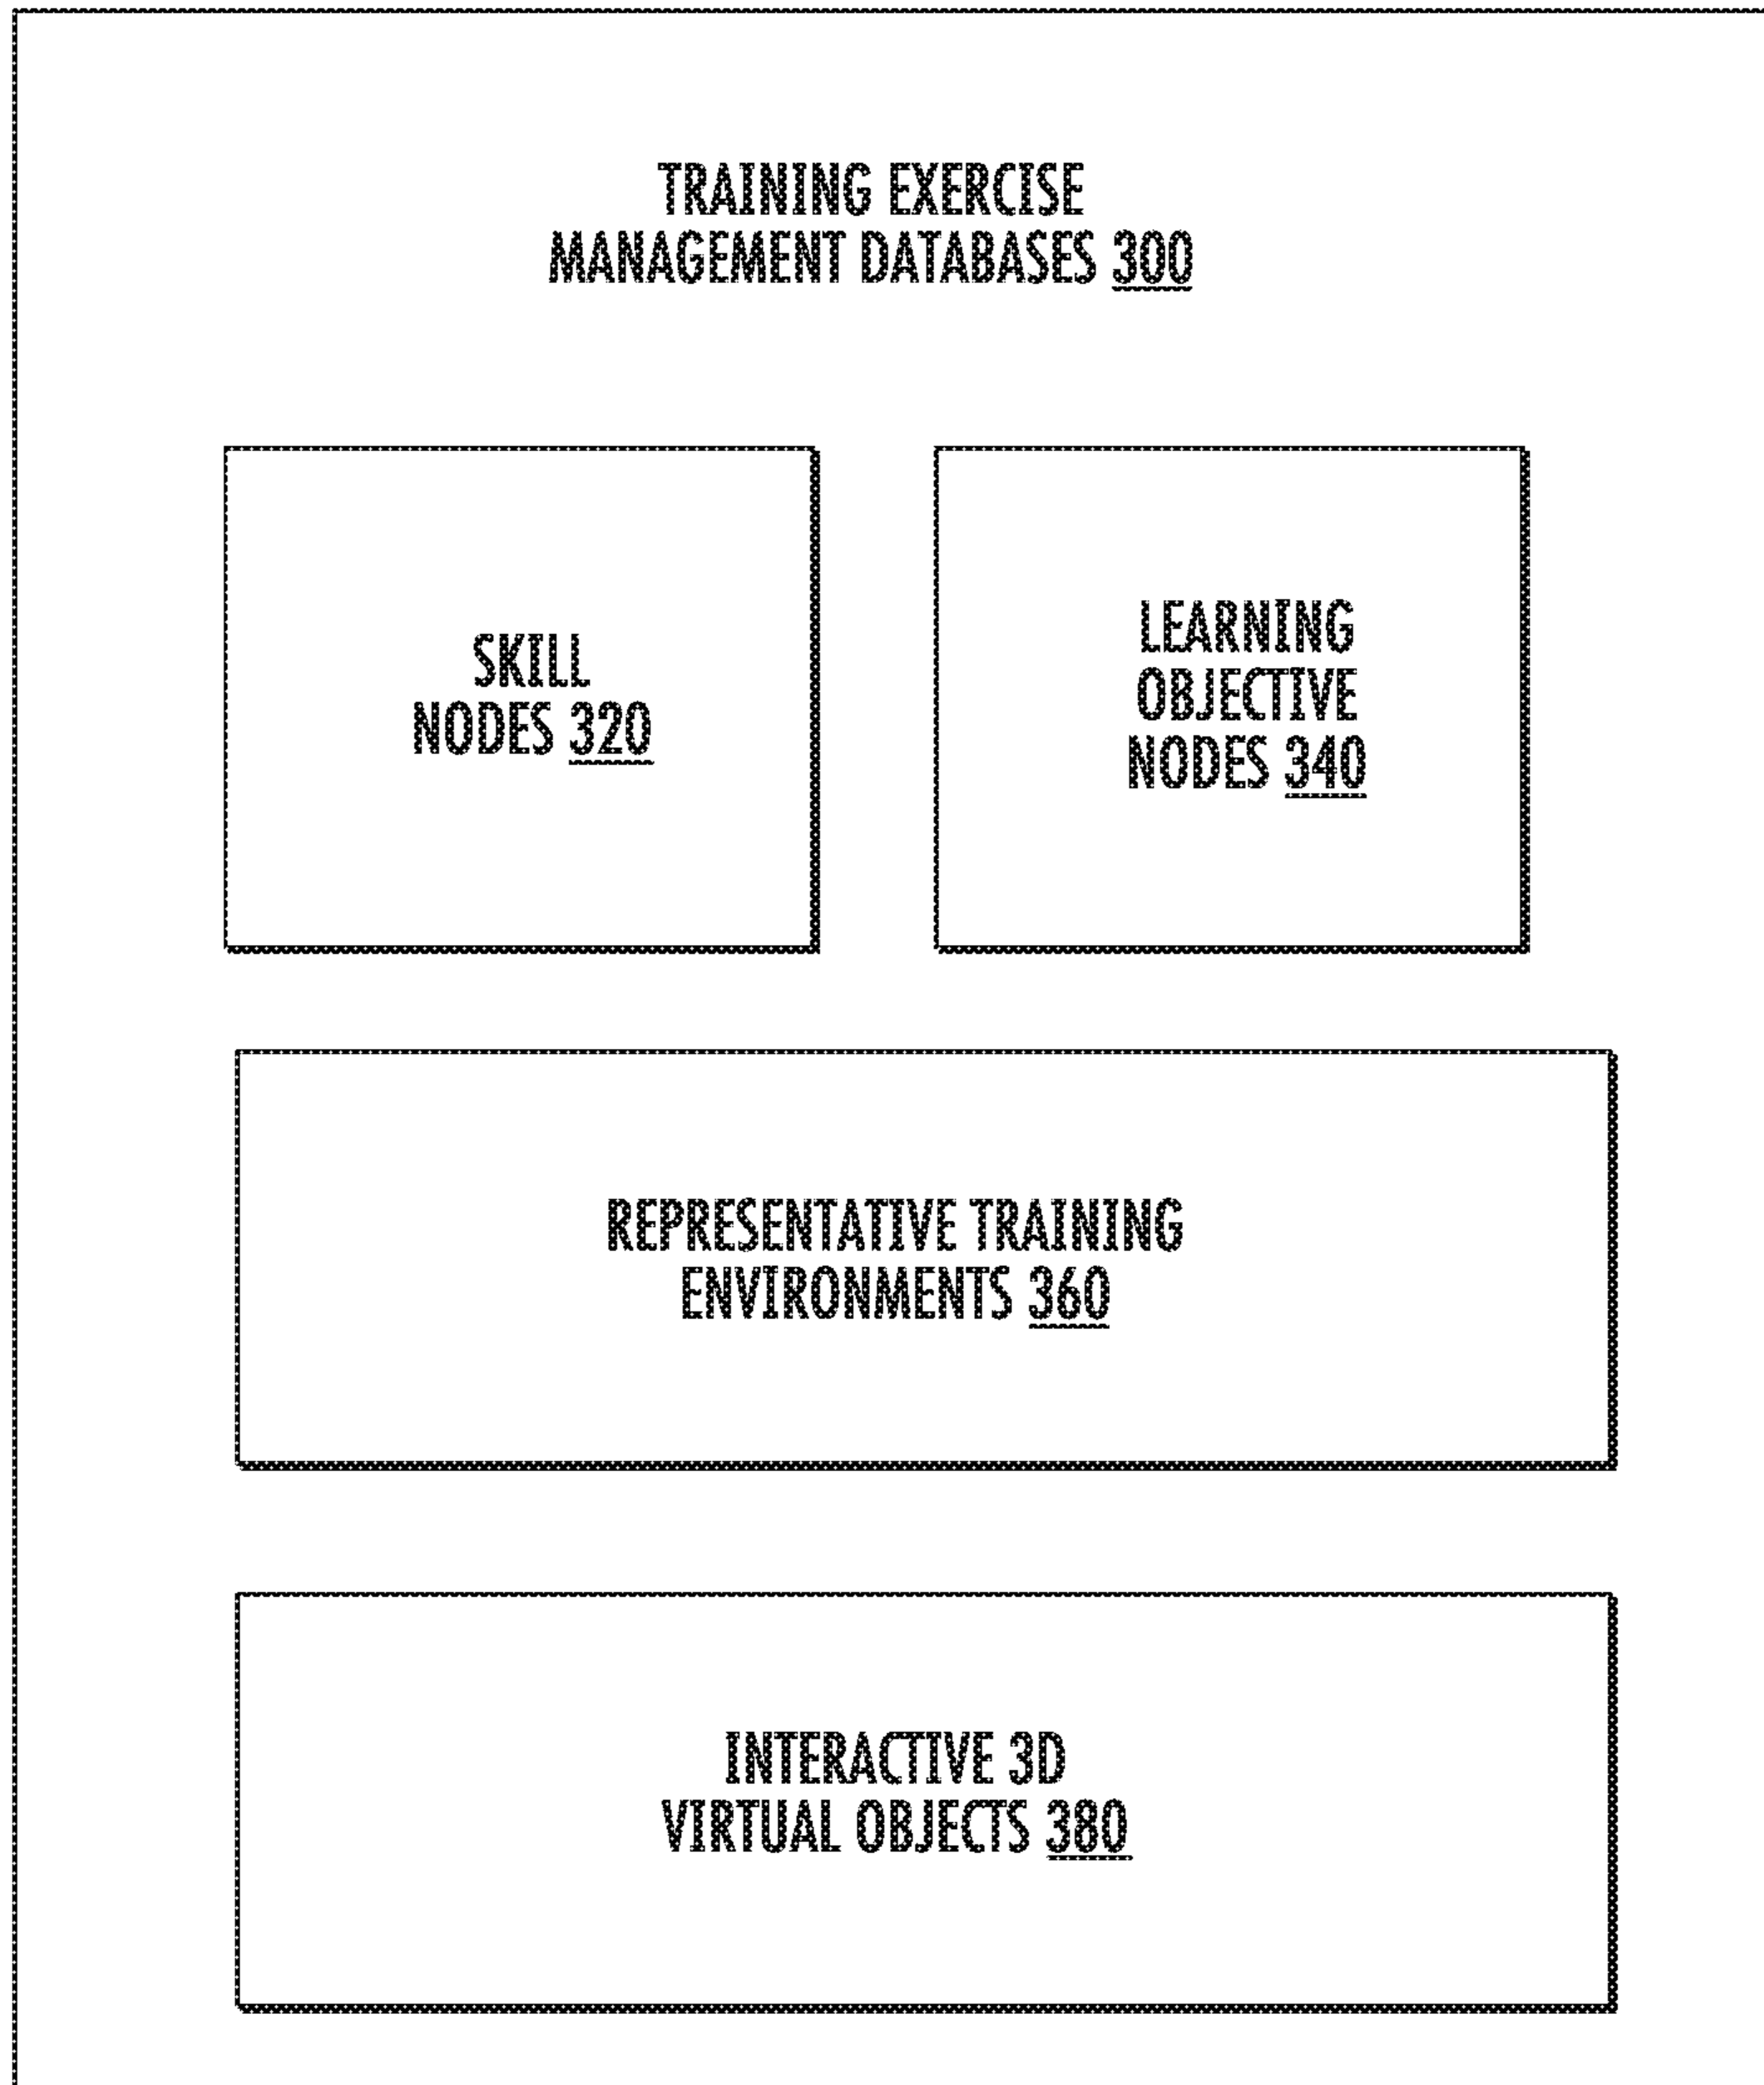 TRAINING EXERCISE
MANAGEMENT DATABASES 300
SKILL
NODES 320
LEARNING
OBJECTIVE
NODES 340
REPRESENTATIVE TRAINING
ENVIRONMENTS 360
INTERACTIVE 3D
VIRTUAL OBJECTS 380